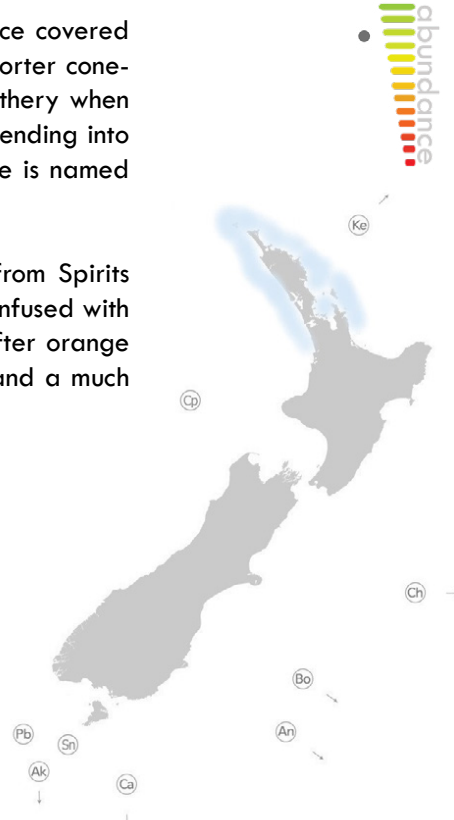 ce covered
orter cone-
thery when
ending into
e is named
from Spirits
nfused with
fter orange
and a much
abundance
Ke
Cp
Ch
Bo
An
Pb
Sn
Ak
Ca